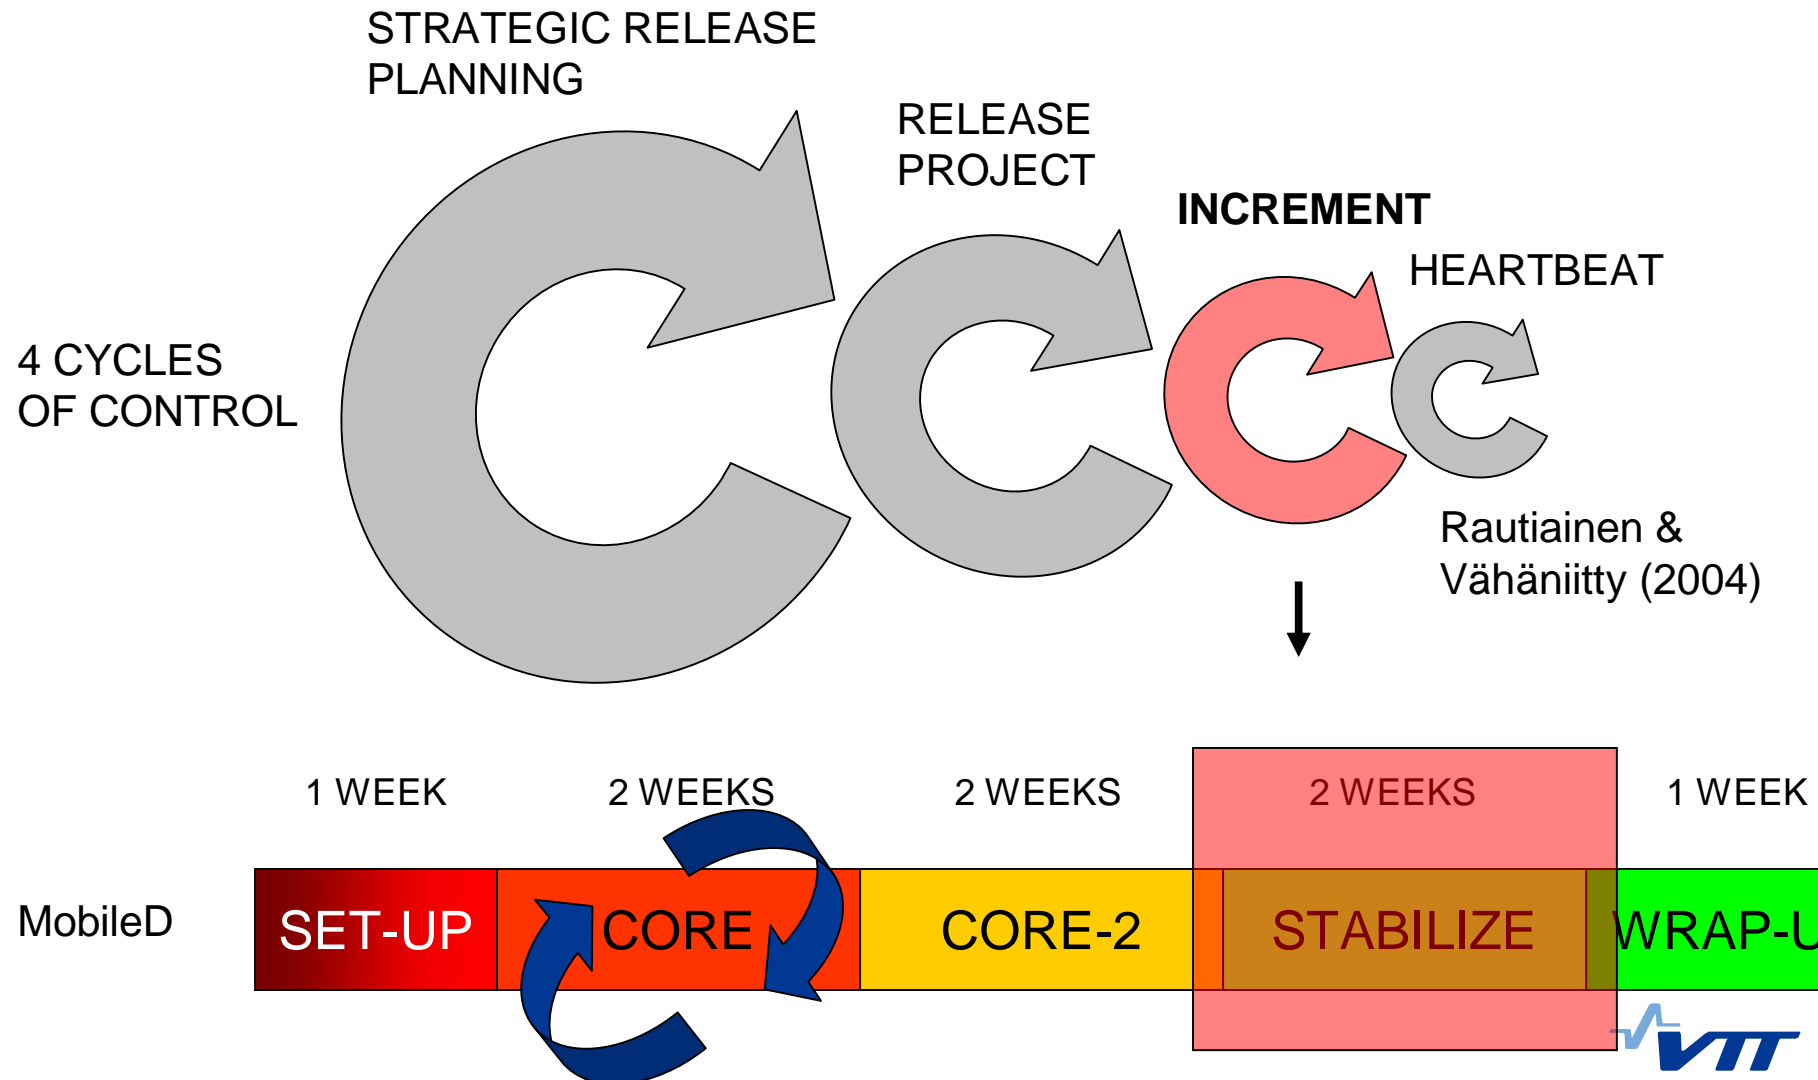 STRATEGIC RELEASE
PLANNING
RELEASE
PROJECT
INCREMENT
HEARTBEAT
4 CYCLES
OF CONTROL
Rautiainen &
Vähäniitty (2004)
1 WEEK
2 WEEKS
2 WEEKS
2 WEEKS
1 WEEK
MobileD
SET-UP
CORE
CORE-2
STABILIZE
WRAP-U
VTT